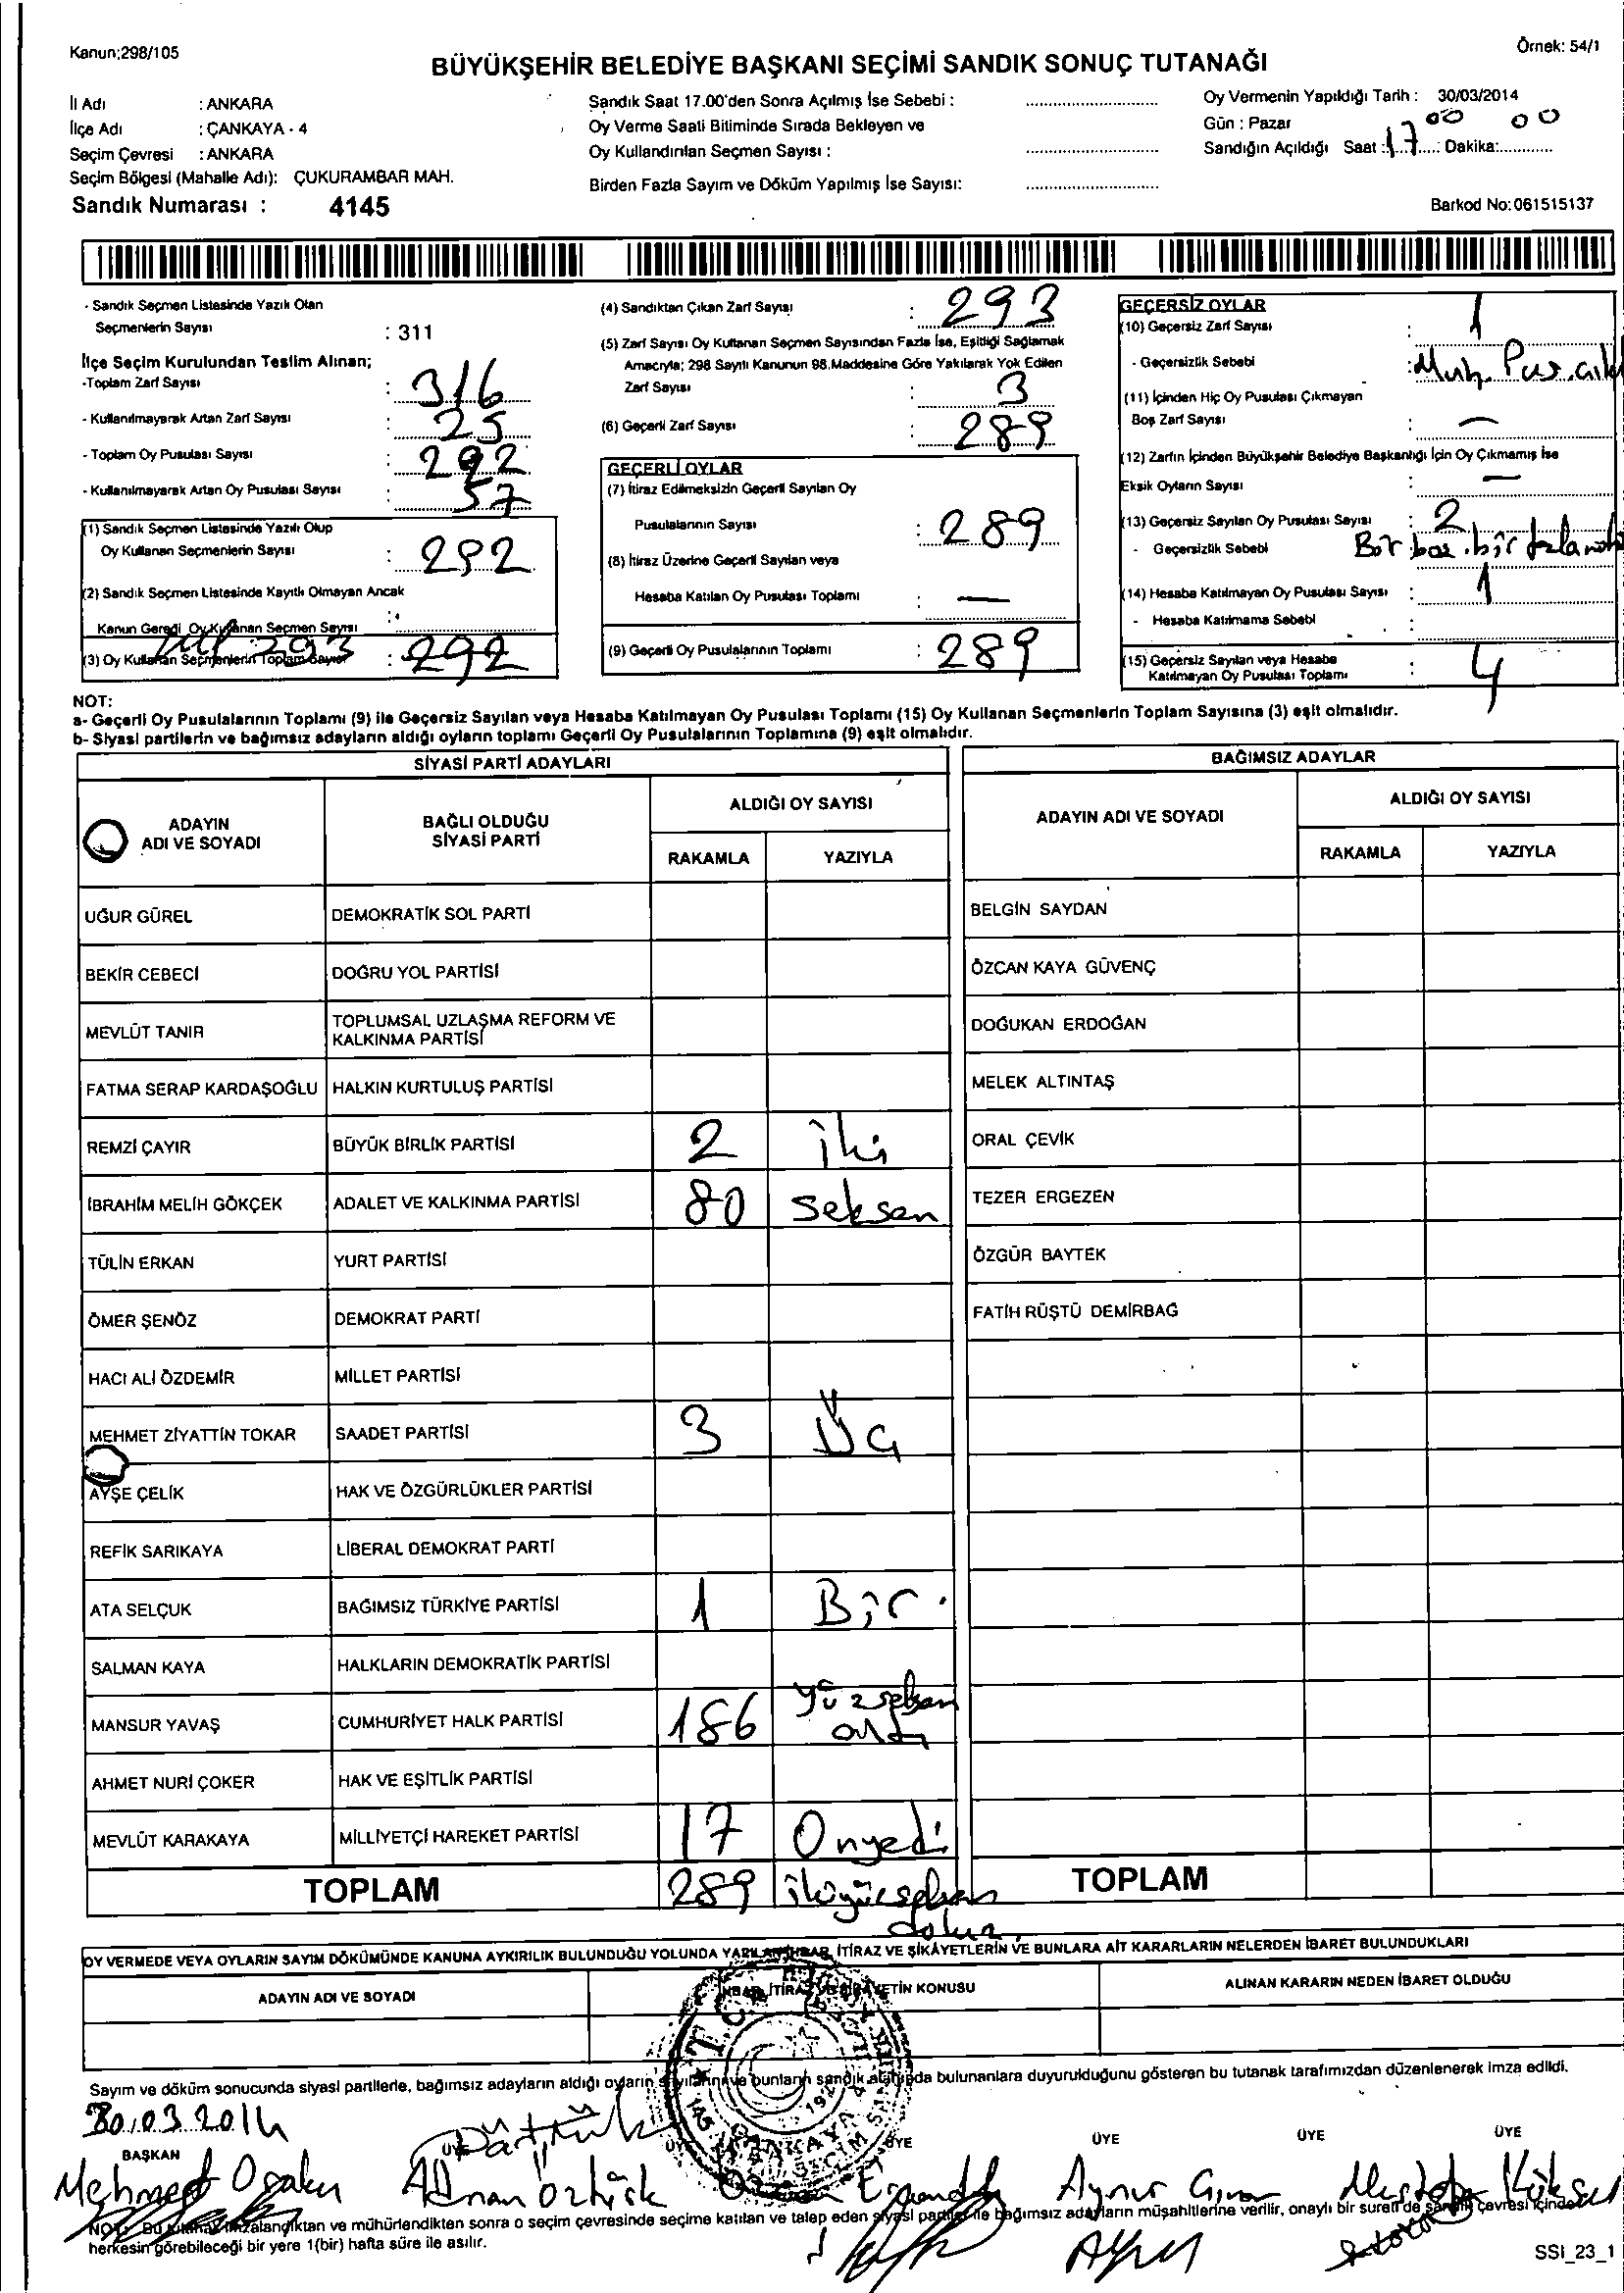 Kanun:298/105
Örnek: 54/1
BÜYÜKŞEHİR BELEDİYE BAŞKANI SEÇİMİ SANDIK SONUÇ TUTANAĞI
İl Adı : ANKARA
İlçe Adı : ÇANKAYA - 4
Seçim Çevresi : ANKARA
Seçim Bölgesi (Mahalle Adı): ÇUKURAMBAR MAH.
Sandık Numarası : 4145
Sandık Saat 17.00'den Sonra Açılmış İse Sebebi :
Oy Verme Saati Bitiminde Sırada Bekleyen ve
Oy Kullandırılan Seçmen Sayısı :
Birden Fazla Sayım ve Döküm Yapılmış İse Sayısı:
Oy Vermenin Yapıldığı Tarih : 30/03/2014
Gün : Pazar
Sandığın Açıldığı Saat : 17 00 Dakika: 00
Barkod No: 061515137
- Sandık Seçmen Listesinde Yazılı Olan
Seçmenlerin Sayısı : 311
İlçe Seçim Kurulundan Teslim Alınan;
-Toplam Zarf Sayısı : 316
- Kullanılmayarak Artan Zarf Sayısı : 25
- Toplam Oy Pusulası Sayısı : 292
- Kullanılmayarak Artan Oy Pusulası Sayısı : 57
(1) Sandık Seçmen Listesinde Yazılı Olup
Oy Kullanan Seçmenlerin Sayısı : 292
(2) Sandık Seçmen Listesinde Kayıtlı Olmayan Ancak
Kanun Gereği Oy Kullanan Seçmen Sayısı :
293
(3) Oy Kullanan Seçmenlerin Toplam Sayısı : 292
(4) Sandıktan Çıkan Zarf Sayısı : 293
(5) Zarf Sayısı Oy Kullanan Seçmen Sayısından Fazla İse, Eşitliği Sağlamak
Amacıyla; 298 Sayılı Kanunun 98.Maddesine Göre Yakılarak Yok Edilen
Zarf Sayısı : 3
(6) Geçerli Zarf Sayısı : 289
GEÇERLİ OYLAR
(7) İtiraz Edilmeksizin Geçerli Sayılan Oy
Pusulalarının Sayısı : 289
(8) İtiraz Üzerine Geçerli Sayılan veya
Hesaba Katılan Oy Pusulası Toplamı : —
(9) Geçerli Oy Pusulalarının Toplamı : 289
GEÇERSİZ OYLAR
(10) Geçersiz Zarf Sayısı : 1
- Geçersizlik Sebebi :
(11) İçinden Hiç Oy Pusulası Çıkmayan
Boş Zarf Sayısı : —
(12) Zarfın İçinden Büyükşehir Belediye Başkanlığı İçin Oy Çıkmamış İse
Eksik Oyların Sayısı : —
(13) Geçersiz Sayılan Oy Pusulası Sayısı : 2
- Geçersizlik Sebebi Bir boş. bir
(14) Hesaba Katılmayan Oy Pusulası Sayısı : 1
- Hesaba Katılmama Sebebi :
(15) Geçersiz Sayılan veya Hesaba
Katılmayan Oy Pusulası Toplamı : 4
NOT:
a- Geçerli Oy Pusulalarının Toplamı (9) ile Geçersiz Sayılan veya Hesaba Katılmayan Oy Pusulası Toplamı (15) Oy Kullanan Seçmenlerin Toplam Sayısına (3) eşit olmalıdır.
b- Siyasi partilerin ve bağımsız adayların aldığı oyların toplamı Geçerli Oy Pusulalarının Toplamına (9) eşit olmalıdır.
SİYASİ PARTİ ADAYLARI
ADAYIN ADI VE SOYADI
BAĞLI OLDUĞU SİYASİ PARTİ
ALDIĞI OY SAYISI
RAKAMLA YAZIYLA
UĞUR GÜREL DEMOKRATİK SOL PARTİ
BEKİR CEBECİ DOĞRU YOL PARTİSİ
MEVLÜT TANIR TOPLUMSAL UZLAŞMA REFORM VE KALKINMA PARTİSİ
FATMA SERAP KARDAŞOĞLU HALKIN KURTULUŞ PARTİSİ
REMZİ ÇAYIR BÜYÜK BİRLİK PARTİSİ 2 iki
İBRAHİM MELİH GÖKÇEK ADALET VE KALKINMA PARTİSİ 80 seksen
TÜLİN ERKAN YURT PARTİSİ
ÖMER ŞENÖZ DEMOKRAT PARTİ
HACI ALİ ÖZDEMİR MİLLET PARTİSİ
MEHMET ZİYATTİN TOKAR SAADET PARTİSİ 3 Üç
AYŞE ÇELİK HAK VE ÖZGÜRLÜKLER PARTİSİ
REFİK SARIKAYA LİBERAL DEMOKRAT PARTİ
ATA SELÇUK BAĞIMSIZ TÜRKİYE PARTİSİ 1 Bir.
SALMAN KAYA HALKLARIN DEMOKRATİK PARTİSİ
MANSUR YAVAŞ CUMHURİYET HALK PARTİSİ 186 yüzseksen altı
AHMET NURİ ÇOKER HAK VE EŞİTLİK PARTİSİ
MEVLÜT KARAKAYA MİLLİYETÇİ HAREKET PARTİSİ 17 Onyedi
TOPLAM 289 ikiyüzseksen dokuz
BAĞIMSIZ ADAYLAR
ADAYIN ADI VE SOYADI
ALDIĞI OY SAYISI
RAKAMLA YAZIYLA
BELGİN SAYDAN
ÖZCAN KAYA GÜVENÇ
DOĞUKAN ERDOĞAN
MELEK ALTINTAŞ
ORAL ÇEVİK
TEZER ERGEZEN
ÖZGÜR BAYTEK
FATİH RÜŞTÜ DEMİRBAĞ
TOPLAM
OY VERMEDE VEYA OYLARIN SAYIM DÖKÜMÜNDE KANUNA AYKIRILIK BULUNDUĞU YOLUNDA YAPILAN İHBAR, İTİRAZ VE ŞİKAYETLERİN VE BUNLARA AİT KARARLARIN NELERDEN İBARET BULUNDUKLARI
ADAYIN ADI VE SOYADI
İHBAR, İTİRAZ VE ŞİKAYETİN KONUSU
ALINAN KARARIN NEDEN İBARET OLDUĞU
Sayım ve döküm sonucunda siyasi partilerle, bağımsız adayların aldığı oyların sayılarını ve bunların sandık alanında bulunanlara duyurulduğunu gösteren bu tutanak tarafımızdan düzenlenerek imza edildi.
30.03.2014
BAŞKAN ÜYE ÜYE ÜYE ÜYE ÜYE ÜYE
Mehmet Adnan Öztürk Aynur Mustafa Köksal
NOT: Bu tutanak imzalandıktan ve mühürlendikten sonra o seçim çevresinde seçime katılan ve talep eden siyasi partiler ile bağımsız adayların müşahitlerine verilir, onaylı bir sureti de sandık çevresi içinde
herkesin görebileceği bir yere 1(bir) hafta süre ile asılır.
SSI_23_1